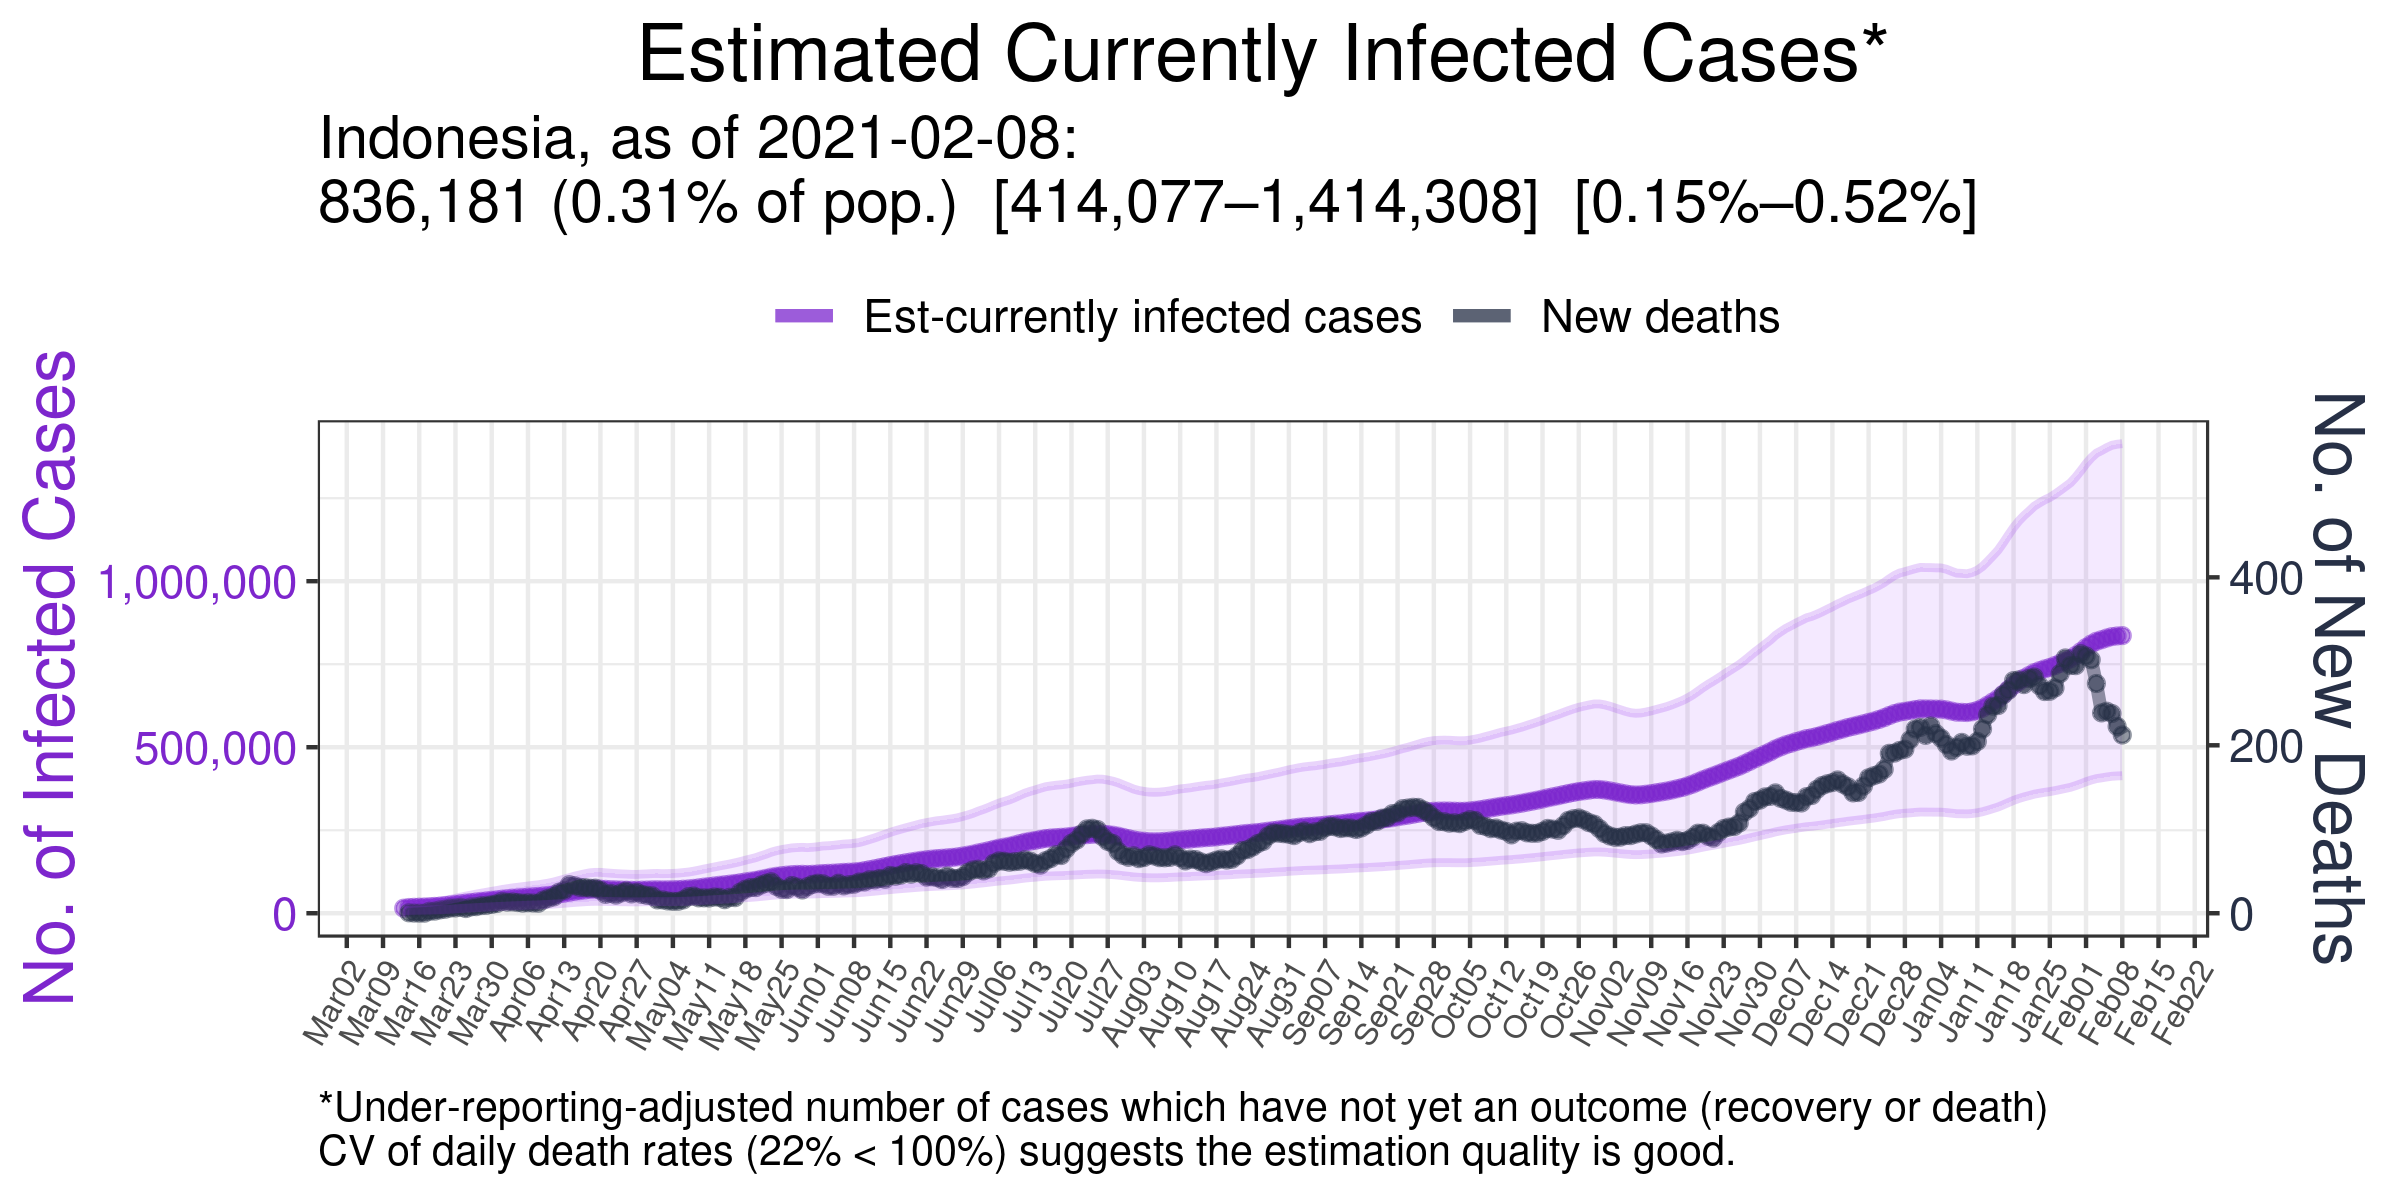 Estimated Currently Infected Cases*
Indonesia, as of 2021-02-08:
836,181 (0.31% of pop.)  [414,077–1,414,308]  [0.15%–0.52%]
Est-currently infected cases
New deaths
No. of Infected Cases
1,000,000
500,000
0
400
200
0
No. of New Deaths
Mar02
Mar09
Mar16
Mar23
Mar30
Apr06
Apr13
Apr20
Apr27
May04
May11
May18
May25
Jun01
Jun08
Jun15
Jun22
Jun29
Jul06
Jul13
Jul20
Jul27
Aug03
Aug10
Aug17
Aug24
Aug31
Sep07
Sep14
Sep21
Sep28
Oct05
Oct12
Oct19
Oct26
Nov02
Nov09
Nov16
Nov23
Nov30
Dec07
Dec14
Dec21
Dec28
Jan04
Jan11
Jan18
Jan25
Feb01
Feb08
Feb15
Feb22
*Under-reporting-adjusted number of cases which have not yet an outcome (recovery or death)
CV of daily death rates (22% < 100%) suggests the estimation quality is good.